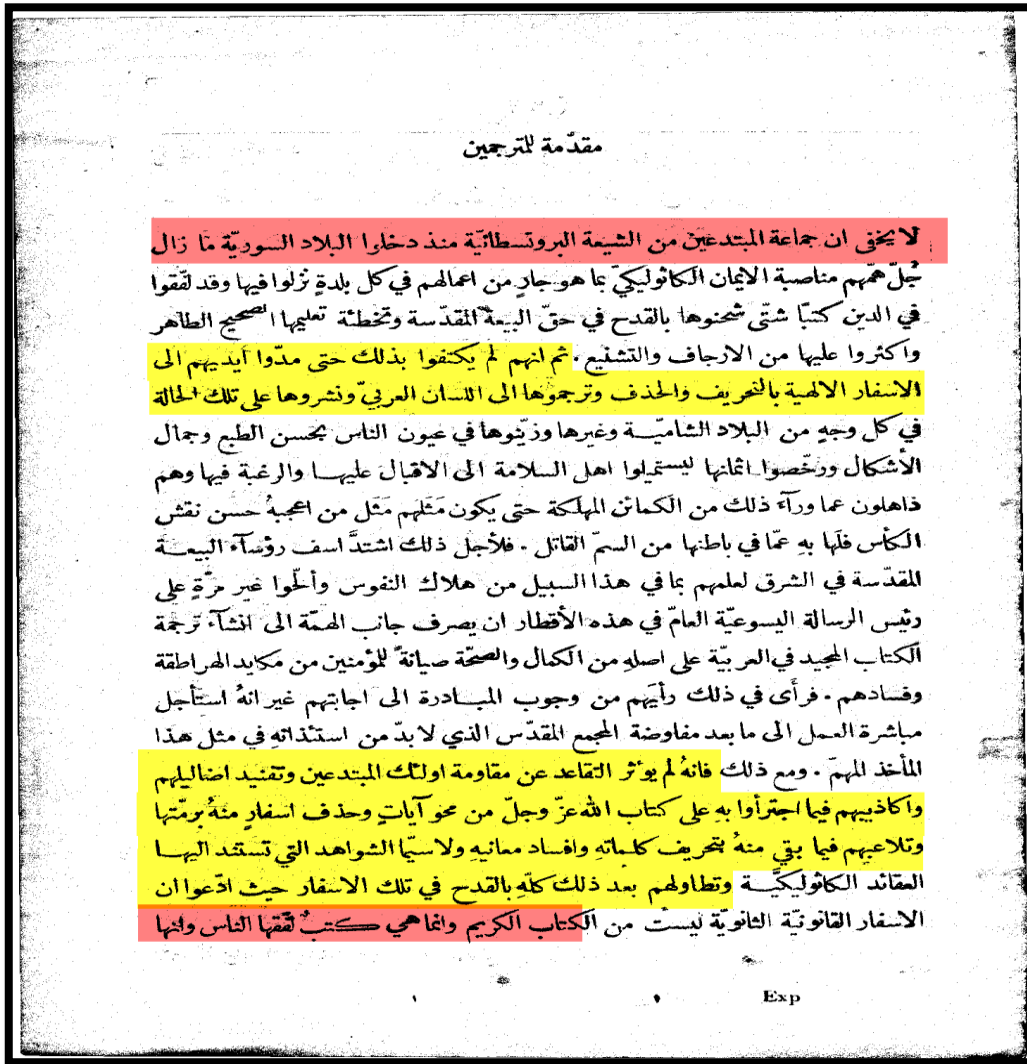 مقدّمة للمترجمين
لا يخفى ان جماعة المبتدعين من الشيعة البروتسطانيّة منذ دخلوا البلاد السوريّة ما زال
جُلّ همّهم مناصبة الايمان الكاثوليكيّ بما هو جارٍ من اعمالهم في كل بلدةٍ نزلوا فيها وقد لفّقوا
في الدين كتبًا شتّى شحنوها بالقدح في حقّ البيعة المقدّسة وتخطئة تعليمها الصحيح الطاهر
واكثروا عليها من الارجاف والتشنيع. ثم انهم لم يكتفوا بذلك حتى مدّوا ايديهم الى
الاسفار الالهية بالتحريف والحذف وترجموها الى اللسان العربيّ ونشروها على تلك الحالة
في كل وجهٍ من البلاد الشاميّة وغيرها وزيّنوها في عيون الناس بحسن الطبع وجمال
الأشكال ورخّصوا اثمانها ليستميلوا اهل السلامة الى الاقبال عليها والرغبة فيها وهم
ذاهلون عما ورآءَ ذلك من الكمائن المهلكة حتى يكون مَثَلهم مَثَل من اعجبهُ حسن نقش
الكأس فلها بهِ عمّا في باطنها من السمّ القاتل. فلأجل ذلك اشتدَّ اسف رؤسآء البيعة
المقدّسة في الشرق لعلمهم بما في هذا السبيل من هلاك النفوس وألحّوا غير مرّةٍ على
رئيس الرسالة اليسوعيّة العامّ في هذه الأقطار ان يصرف جانب الهمّة الى انشآء ترجمة
الكتاب المجيد في العربيّة على اصلهِ من الكمال والصحّة صيانةً للمؤمنين من مكايد الهراطقة
وفسادهم. فرأى في ذلك رأيَهم من وجوب المبادرة الى اجابتهم غير انهُ استأجل
مباشرة العمل الى ما بعد مفاوضة المجمع المقدّس الذي لا بدّ من استئذانهِ في مثل هذا
المأخذ المهمّ. ومع ذلك فانهُ لم يؤثر التقاعد عن مقاومة اولئك المبتدعين وتفنيد اضاليلهم
واكاذيبهم فيما اجترأوا بهِ على كتاب الله عزّ وجلّ من محو آياتٍ وحذف اسفارٍ منهُ برمّتها
وتلاعبهم فيما بقي منهُ بتحريف كلماتهِ وافساد معانيهِ ولاسيّما الشواهد التي تستند اليها
العقائد الكاثوليكيَّة وتطاولهم بعد ذلك كلّهِ بالقدح في تلك الاسفار حيث ادّعوا ان
الاسفار القانونيّة الثانويّة ليست من الكتاب الكريم وانما هي كتبٌ لفّقها الناس وانها
١
Exp